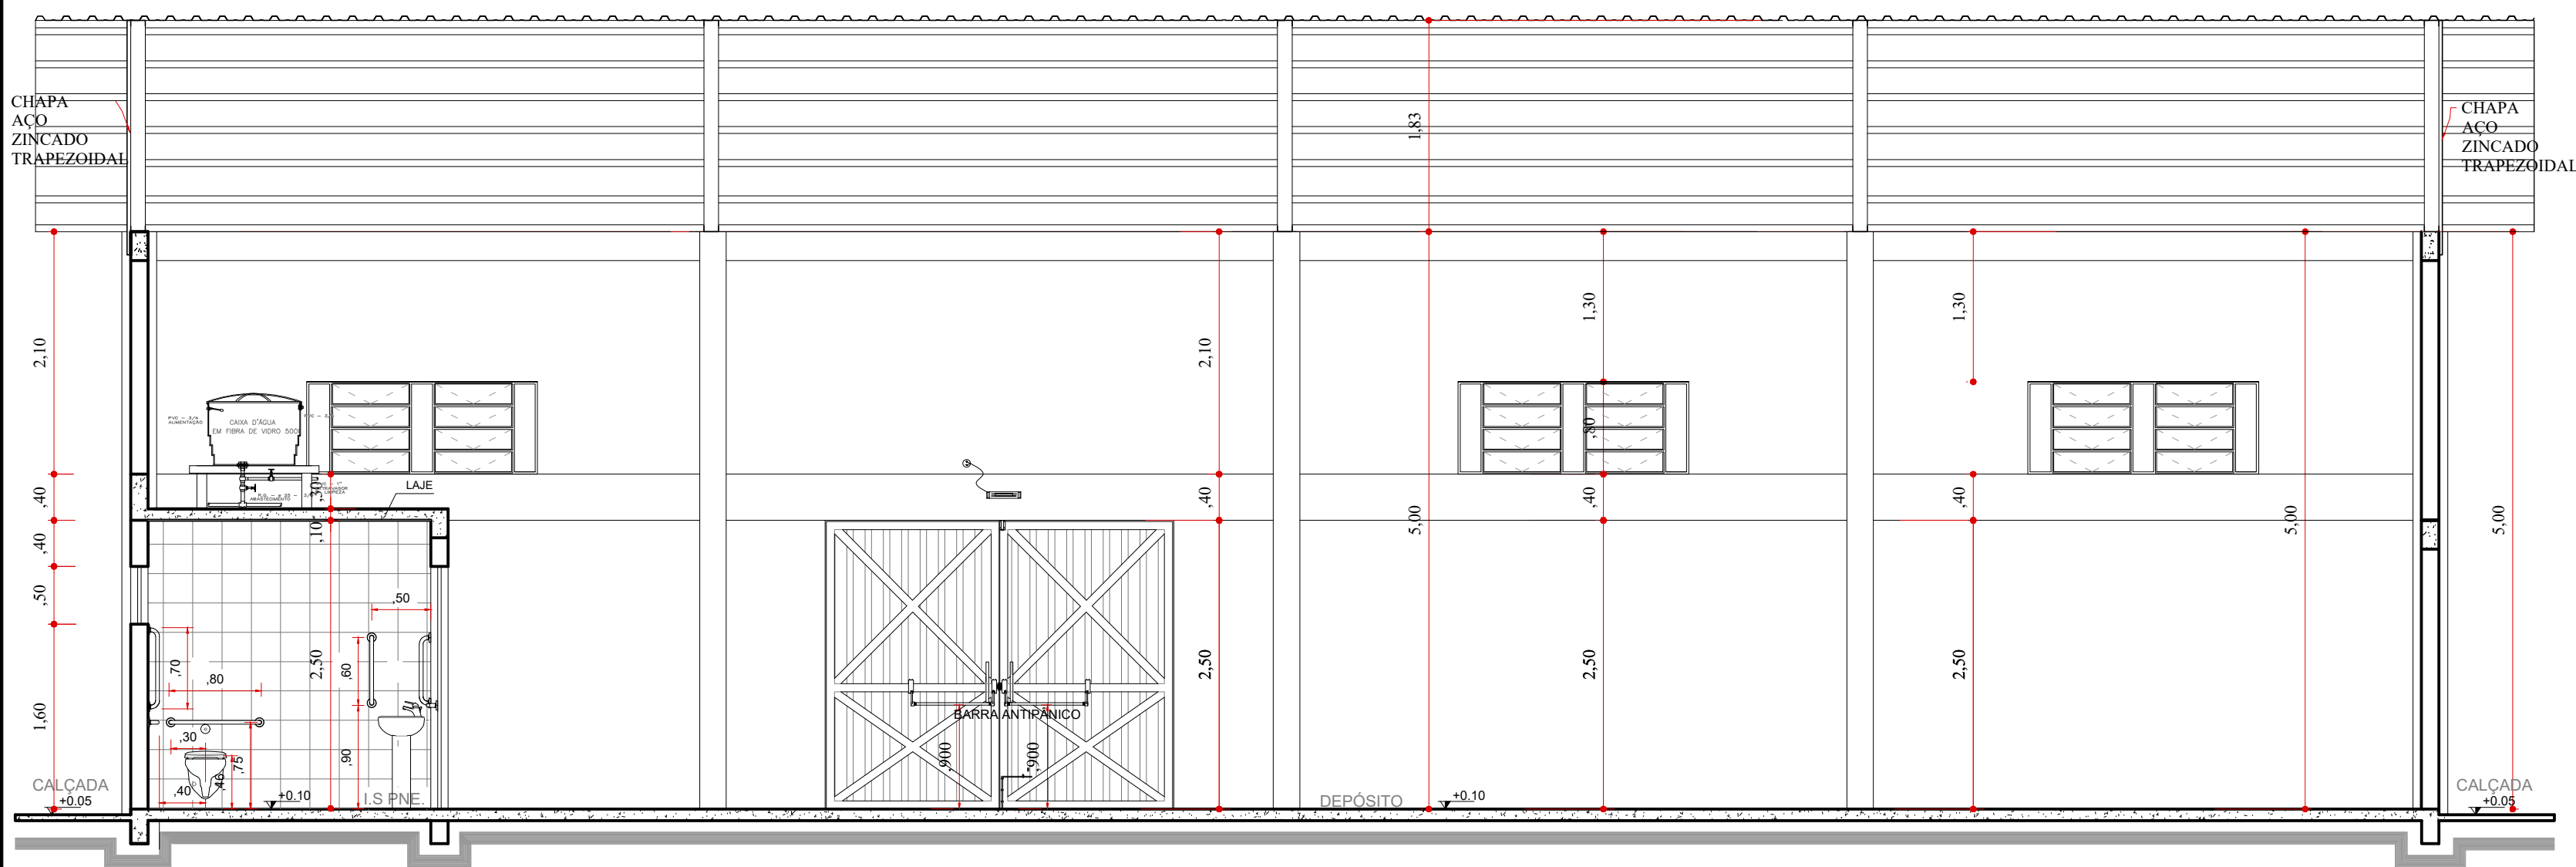 CHAPA
AÇO
ZINCADO
TRAPEZOIDAL
CHAPA
AÇO
ZINCADO
TRAPEZOIDAL
1,83
2,10
2,10
1,30
1,30
PVC - 3/4
ALIMENTAÇÃO
CAIXA D'ÁGUA
EM FIBRA DE VIDRO 500l
,80
,40
,30
LAJE
,40
,40
,40
5,00
5,00
5,00
,10
,40
,50
,50
,70
2,50
,60
2,50
2,50
2,50
,80
1,60
BARRA ANTIPÂNICO
,30
,46
,75
,90
,900
,900
,40
CALÇADA
+0.05
+0.10
I.S PNE.
DEPÓSITO
+0.10
CALÇADA
+0.05